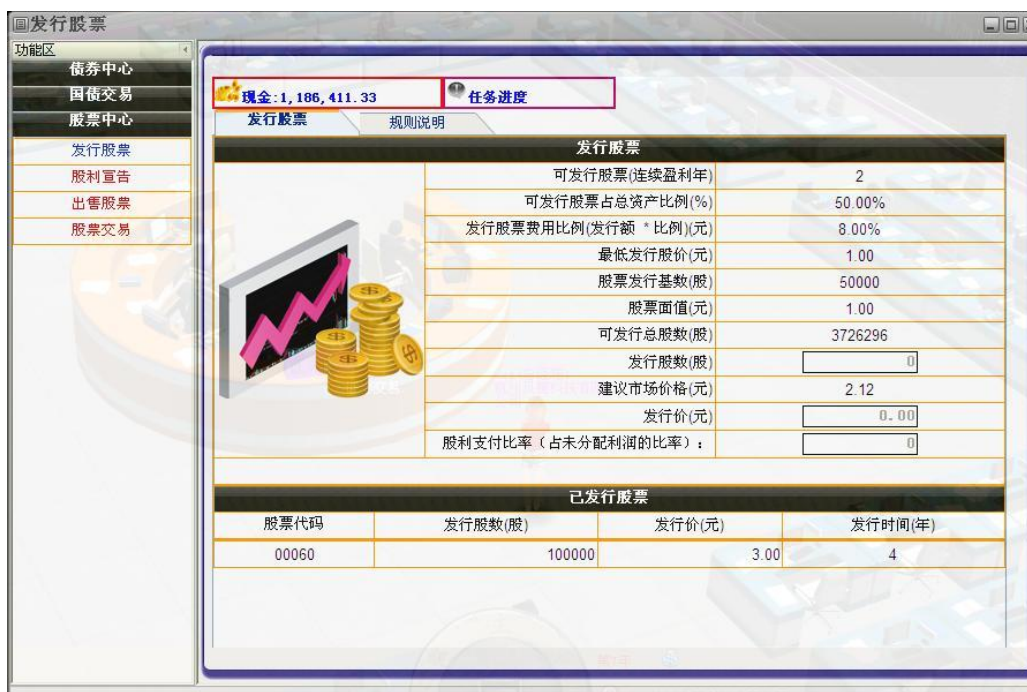 发行股票
功能区
债券中心
国债交易
股票中心
发行股票
股利宣告
出售股票
股票交易
现金:1,186,411.33 任务进度
发行股票 规则说明
发行股票
可发行股票(连续盈利年) 2
可发行股票占总资产比例(%) 50.00%
发行股票费用比例(发行额 *比例)(元) 8.00%
最低发行股价(元) 1.00
股票发行基数(股) 50000
股票面值(元) 1.00
可发行总股数(股) 3726296
发行股数(股) 0
建议市场价格(元) 2.12
发行价(元) 0.00
股利支付比率(占未分配利润的比率): 0
已发行股票
股票代码 发行股数(股) 发行价(元) 发行时间(年)
00060 100000 3.00 4